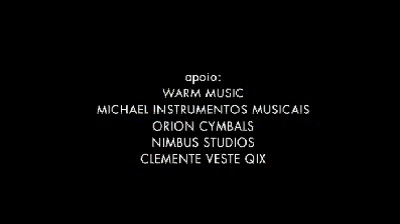 apoio:
WARM MUSIC
MICHAEL INSTRUMENTOS MUSICAIS
ORION CYMBALS
NIMBUS STUDIOS
CLEMENTE VESTE QIX